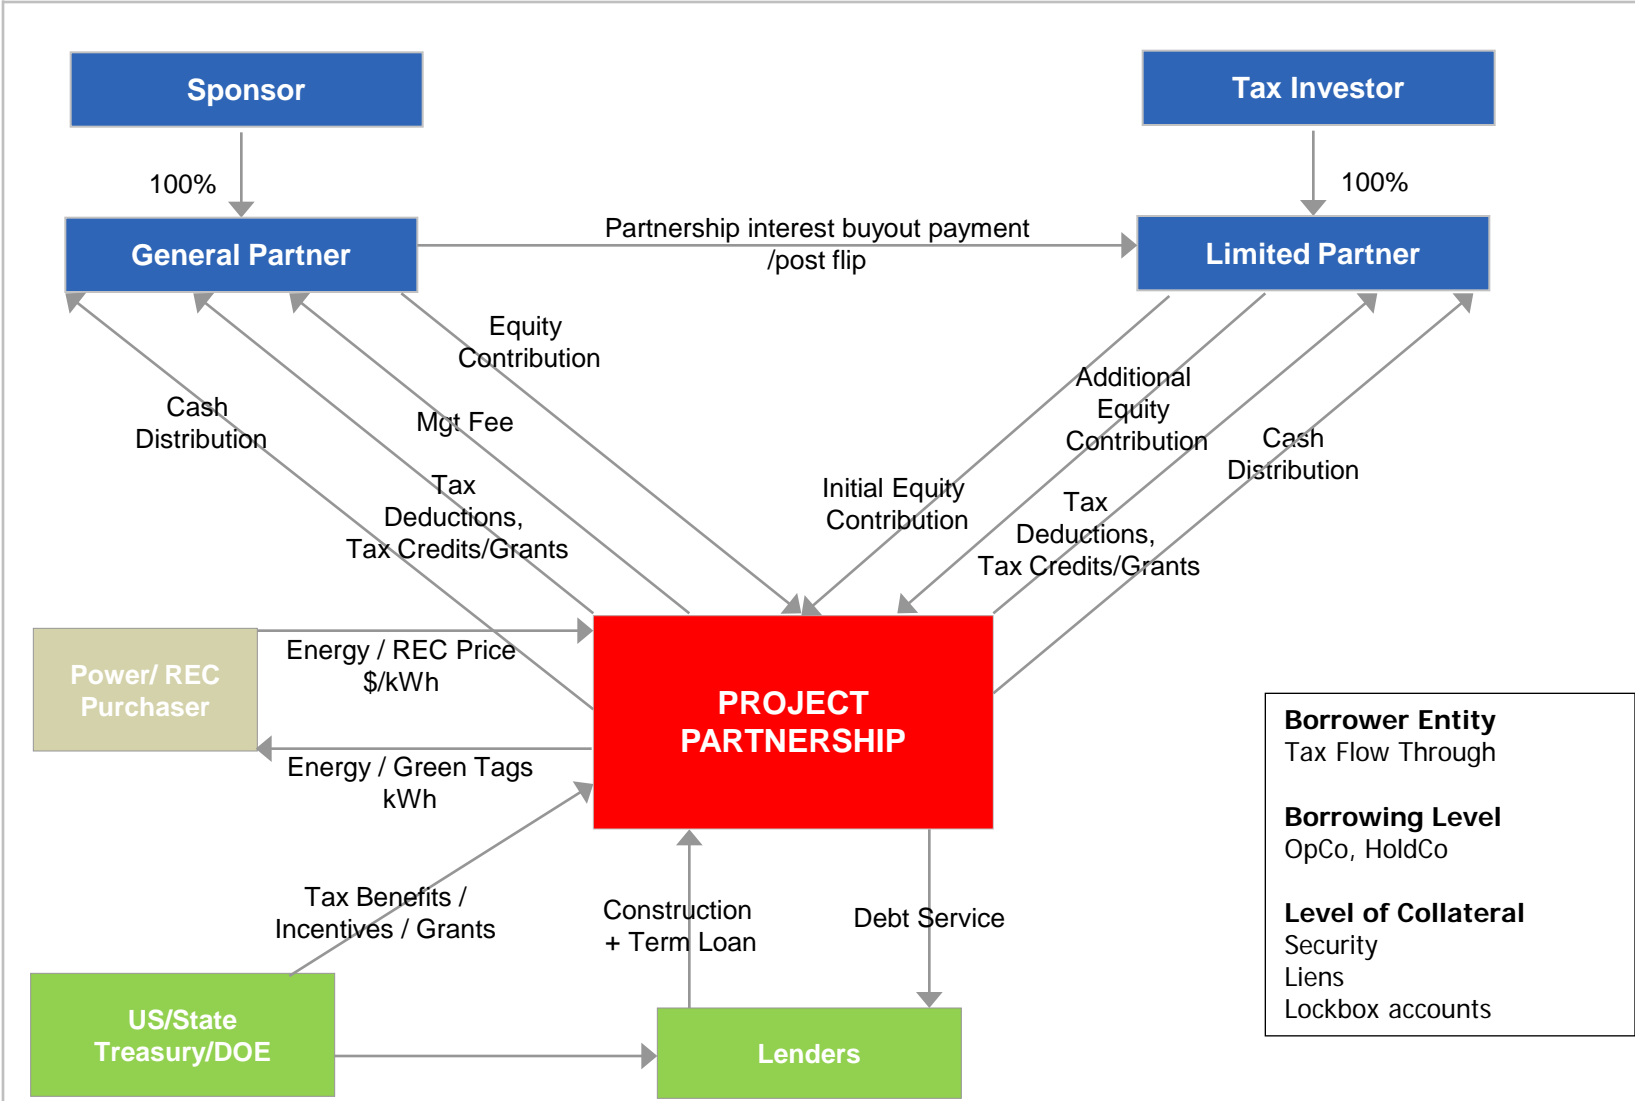 Sponsor
Tax Investor
100%
100%
General Partner
Partnership interest buyout payment
/post flip
Limited Partner
Equity
Contribution
Additional
Equity
Contribution
Cash
Distribution
Mgt Fee
Cash
Distribution
Tax
Deductions,
Tax Credits/Grants
Initial Equity
Contribution
Tax
Deductions,
Tax Credits/Grants
Power/ REC
Purchaser
Energy / REC Price
$/kWh
Energy / Green Tags
kWh
PROJECT
PARTNERSHIP
Borrower Entity
Tax Flow Through
Borrowing Level
OpCo, HoldCo
Level of Collateral
Security
Liens
Lockbox accounts
Tax Benefits /
Incentives / Grants
Construction
+ Term Loan
Debt Service
US/State
Treasury/DOE
Lenders